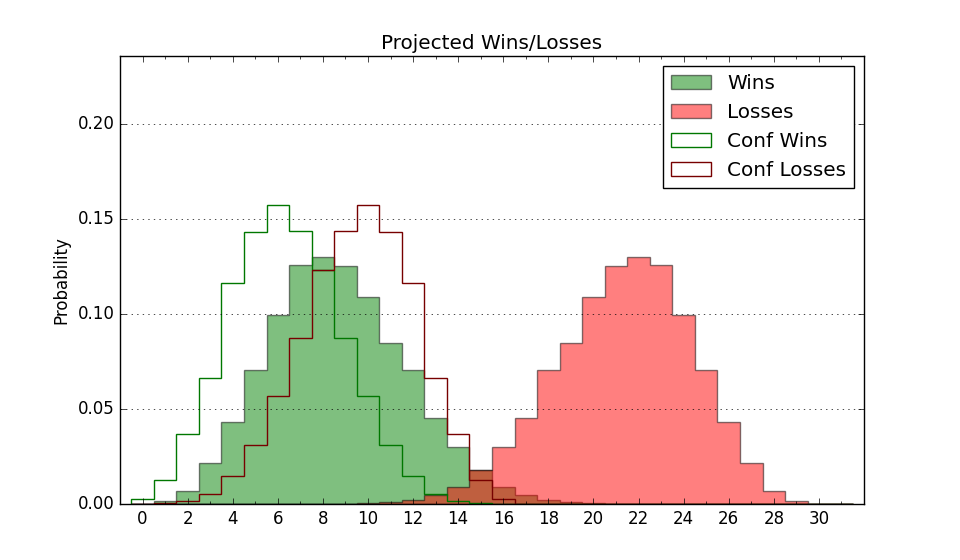 Projected Wins/Losses
Wins
Losses
Conf Wins
Conf Losses
Probability
0.20
0.15
0.10
0.05
0.00
0 2 4 6 8 10 12 14 16 18 20 22 24 26 28 30